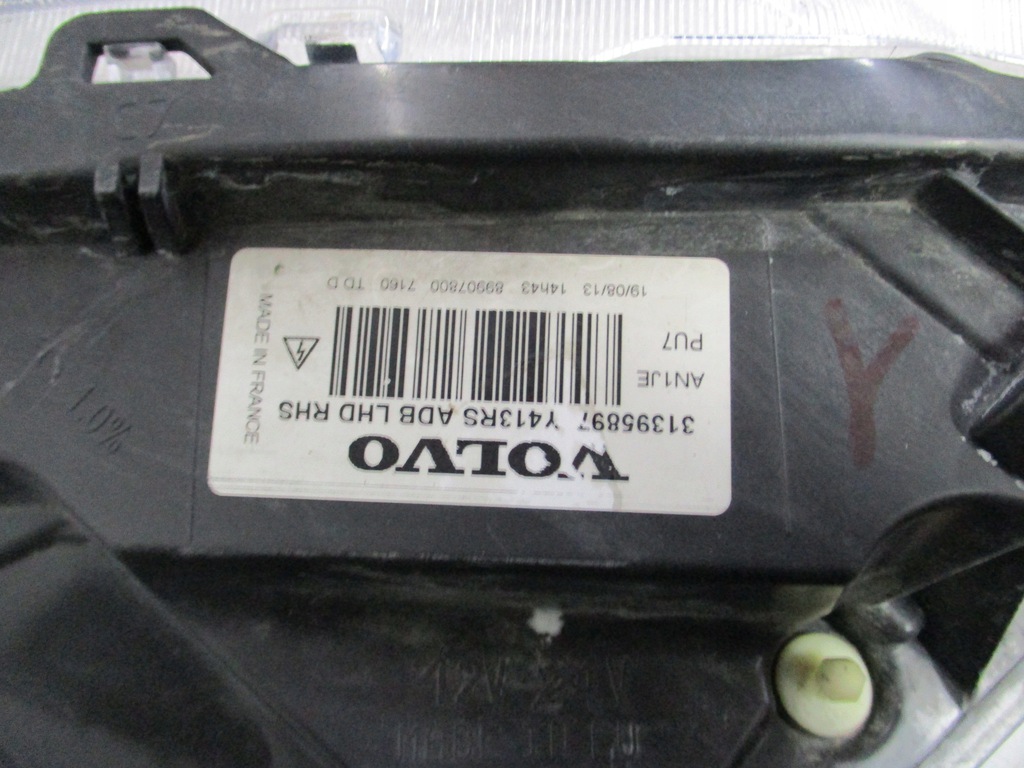 VOLVO
31395897 Y413RS ADB LHD RHS
AN1JE
PU7
19/08/13 14h43 89907800 7160 TD D
MADE IN FRANCE
1.0%
Y